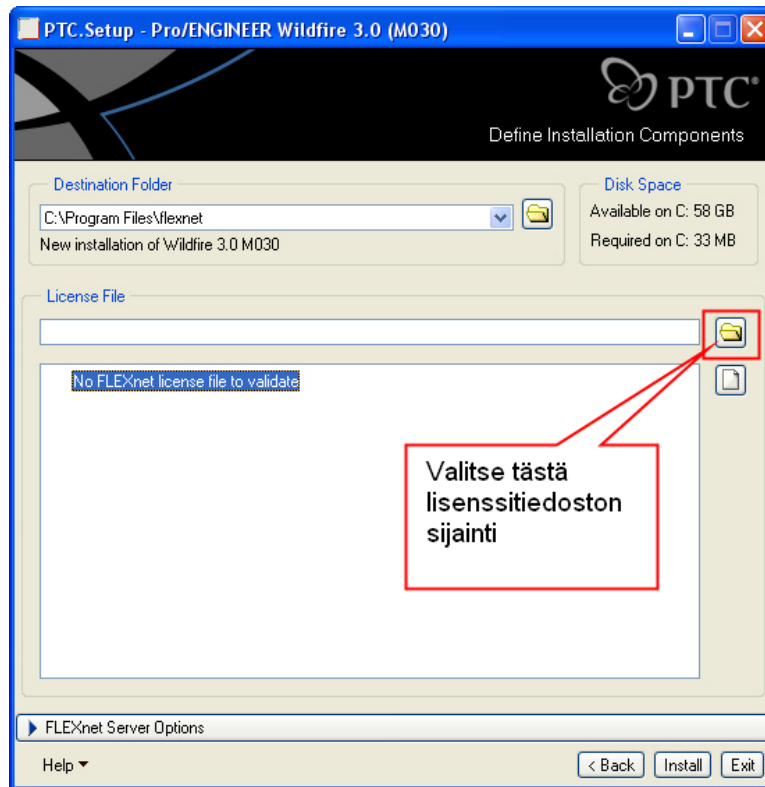 PTC.Setup - Pro/ENGINEER Wildfire 3.0 (M030)
PTC®
Define Installation Components
Destination Folder
C:\Program Files\flexnet
New installation of Wildfire 3.0 M030
Disk Space
Available on C: 58 GB
Required on C: 33 MB
License File
No FLEXnet license file to validate
Valitse tästä
lisenssitiedoston
sijainti
FLEXnet Server Options
Help
< Back
Install
Exit